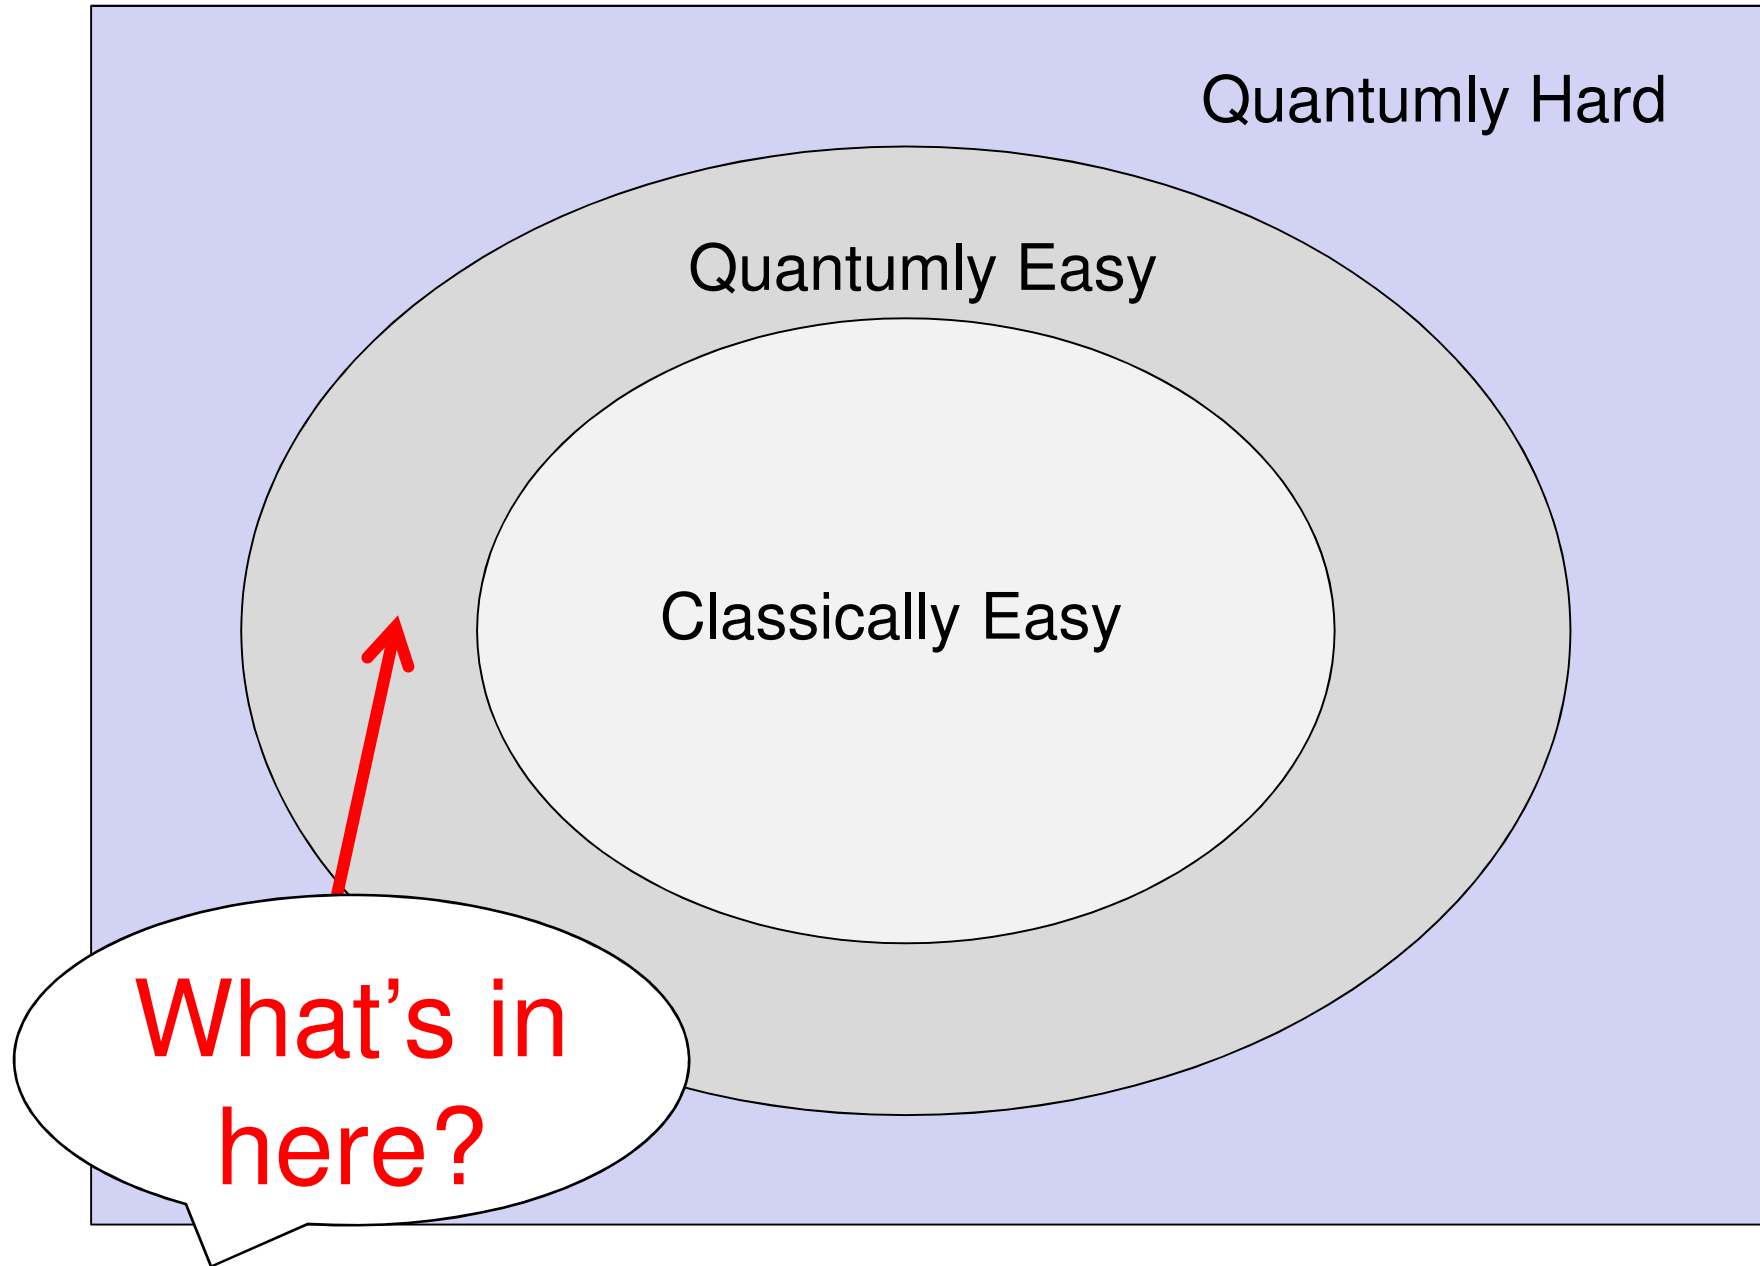 Quantumly Hard
Quantumly Easy
Classically Easy
What’s in
here?